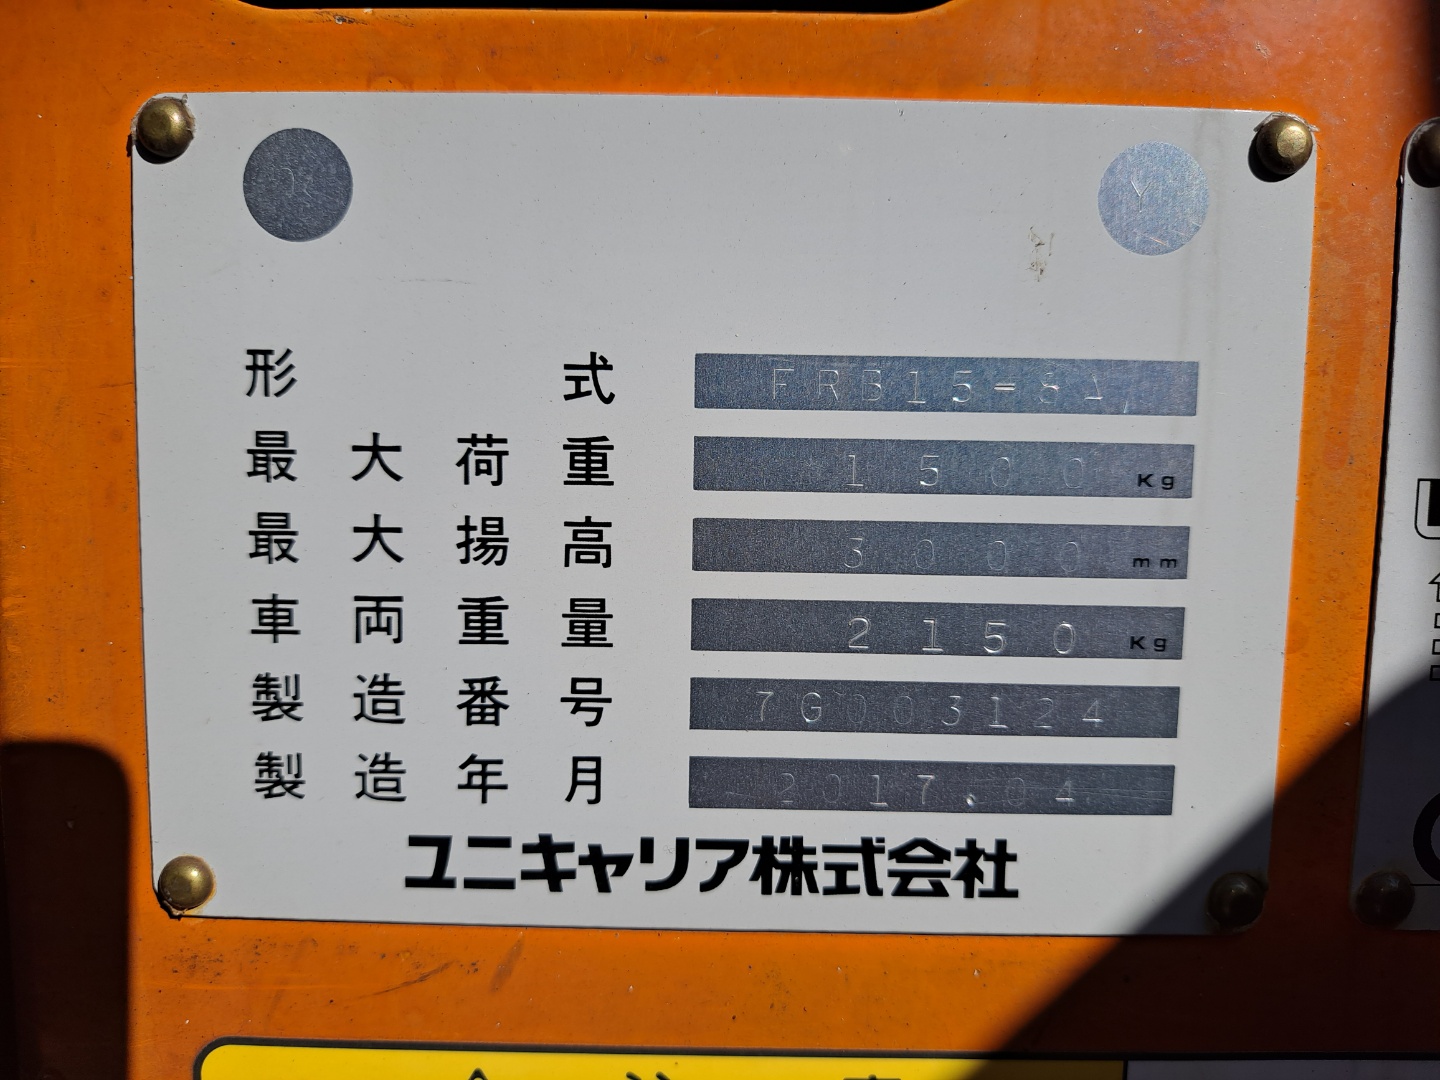 Y
形式 FRB15-8A
最大荷重 1500 Kg
最大揚高 3000 mm
車両重量 2150 Kg
製造番号 7G003124
製造年月 2017.04
ユニキャリア株式会社